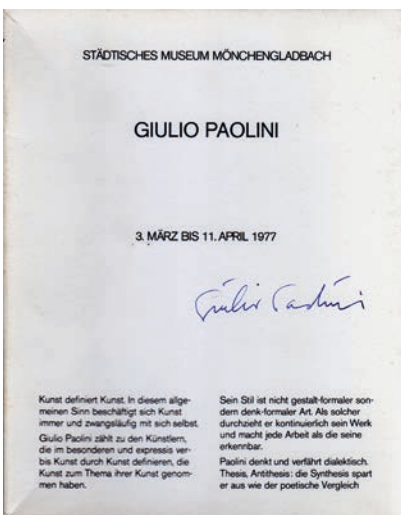 STÄDTISCHES MUSEUM MÖNCHENGLADBACH
GIULIO PAOLINI
3. MÄRZ BIS 11. APRIL 1977
Giulio Paolini
Kunst definiert Kunst. In diesem allge-
meinen Sinn beschäftigt sich Kunst
immer und zwangsläufig mit sich selbst.
Giulio Paolini zählt zu den Künstlern,
die im besonderen und expressis ver-
bis Kunst durch Kunst definieren, die
Kunst zum Thema ihrer Kunst genom-
men haben.
Sein Stil ist nicht gestalt-formaler son-
dern denk-formaler Art. Als solcher
durchzieht er kontinuierlich sein Werk
und macht jede Arbeit als die seine
erkennbar.
Paolini denkt und verfährt dialektisch.
Thesis, Antithesis: die Synthesis spart
er aus wie der poetische Vergleich